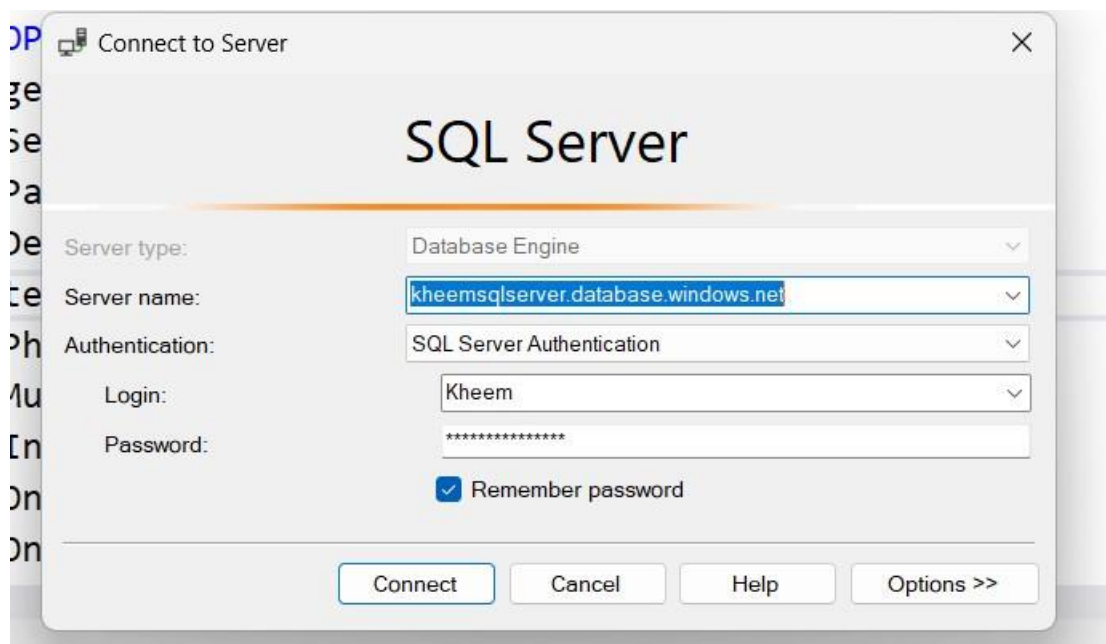 Connect to Server
SQL Server
Server type: Database Engine
Server name: kheemsqlserver.database.windows.net
Authentication: SQL Server Authentication
Login: Kheem
Password: ***************
Remember password
Connect Cancel Help Options >>